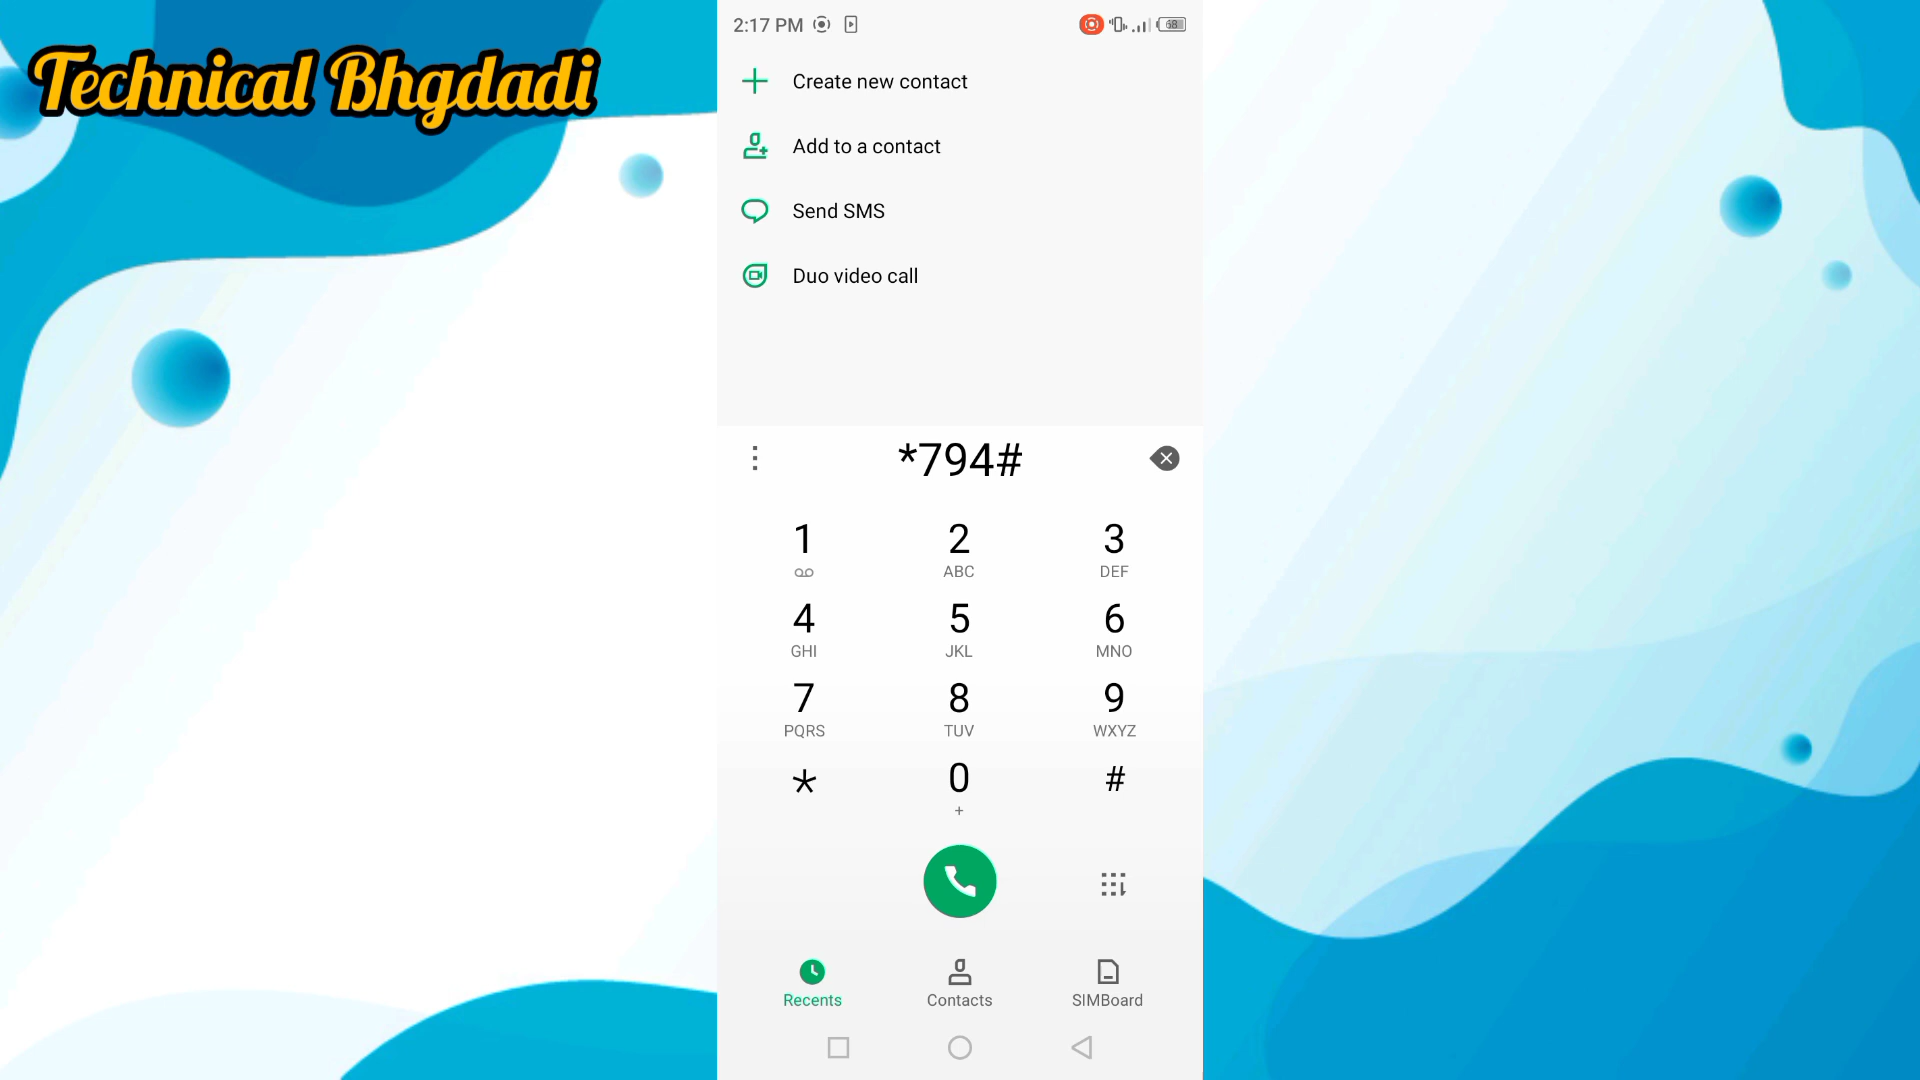 Technical Bhgdadi
2:17 PM
68
Create new contact
Add to a contact
Send SMS
Duo video call
*794#
1 2 3
ABC DEF
4 5 6
GHI JKL MNO
7 8 9
PQRS TUV WXYZ
* 0 #
+
Recents Contacts SIMBoard